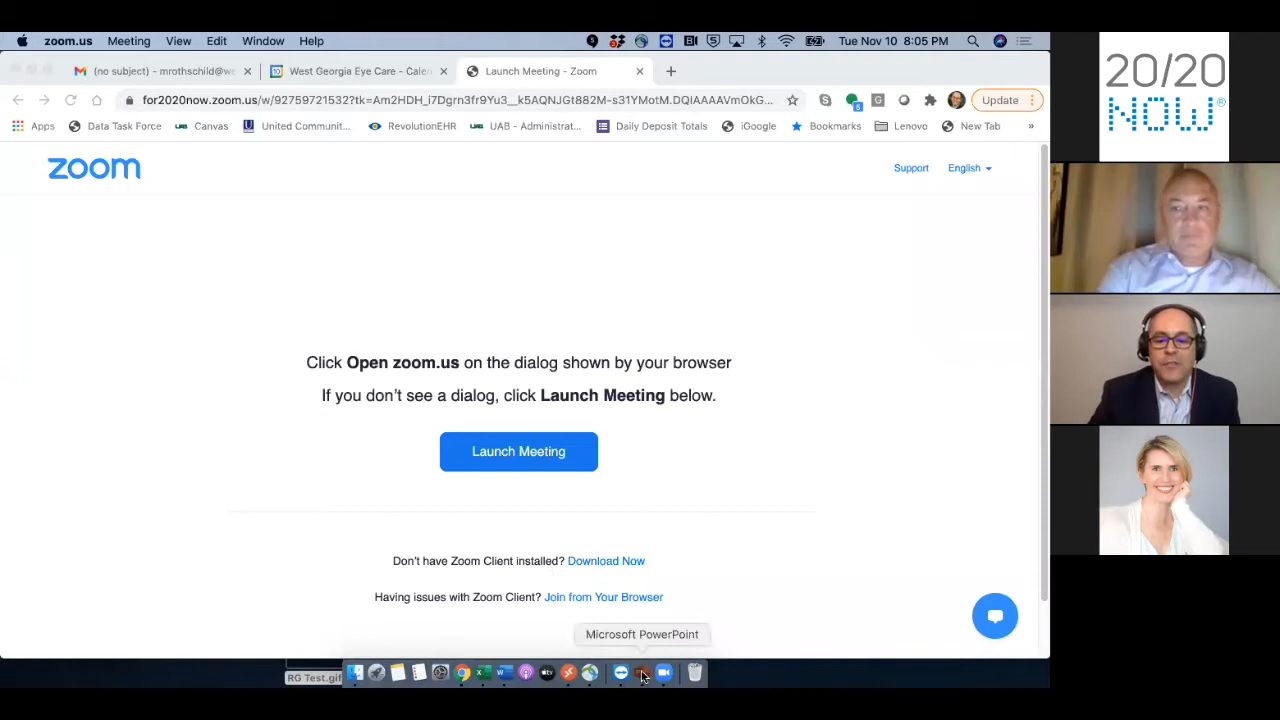 zoom.us Meeting View Edit Window Help
Tue Nov 10 8:05 PM
(no subject) - mrothschild@we
West Georgia Eye Care - Calen
Launch Meeting - Zoom
for2020now.zoom.us/w/92759721532?tk=Am2HDH_i7Dgrn3fr9Yu3__k5AQNJGt882M-s31YMotM.DQIAAAAVmOkG...
Update
Apps Data Task Force Canvas United Communit... RevolutionEHR UAB - Administrat... Daily Deposit Totals iGoogle Bookmarks Lenovo New Tab »
zoom
Support English
Click Open zoom.us on the dialog shown by your browser
If you don't see a dialog, click Launch Meeting below.
Launch Meeting
Don't have Zoom Client installed? Download Now
Having issues with Zoom Client? Join from Your Browser
Microsoft PowerPoint
RG Test.gif
20/20
NOW®